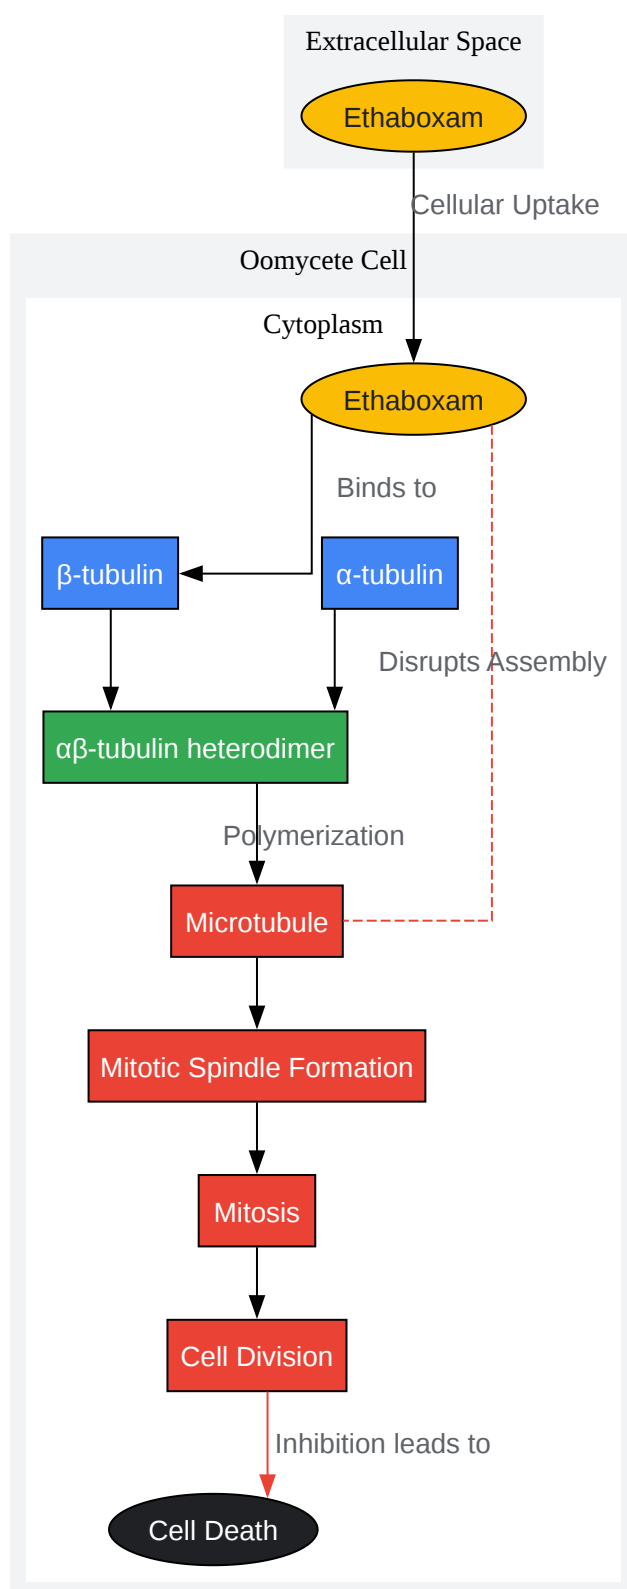 Extracellular Space
Ethaboxam
Cellular Uptake
Oomycete Cell
Cytoplasm
Ethaboxam
Binds to
β-tubulin
α-tubulin
Disrupts Assembly
αβ-tubulin heterodimer
Polymerization
Microtubule
Mitotic Spindle Formation
Mitosis
Cell Division
Inhibition leads to
Cell Death